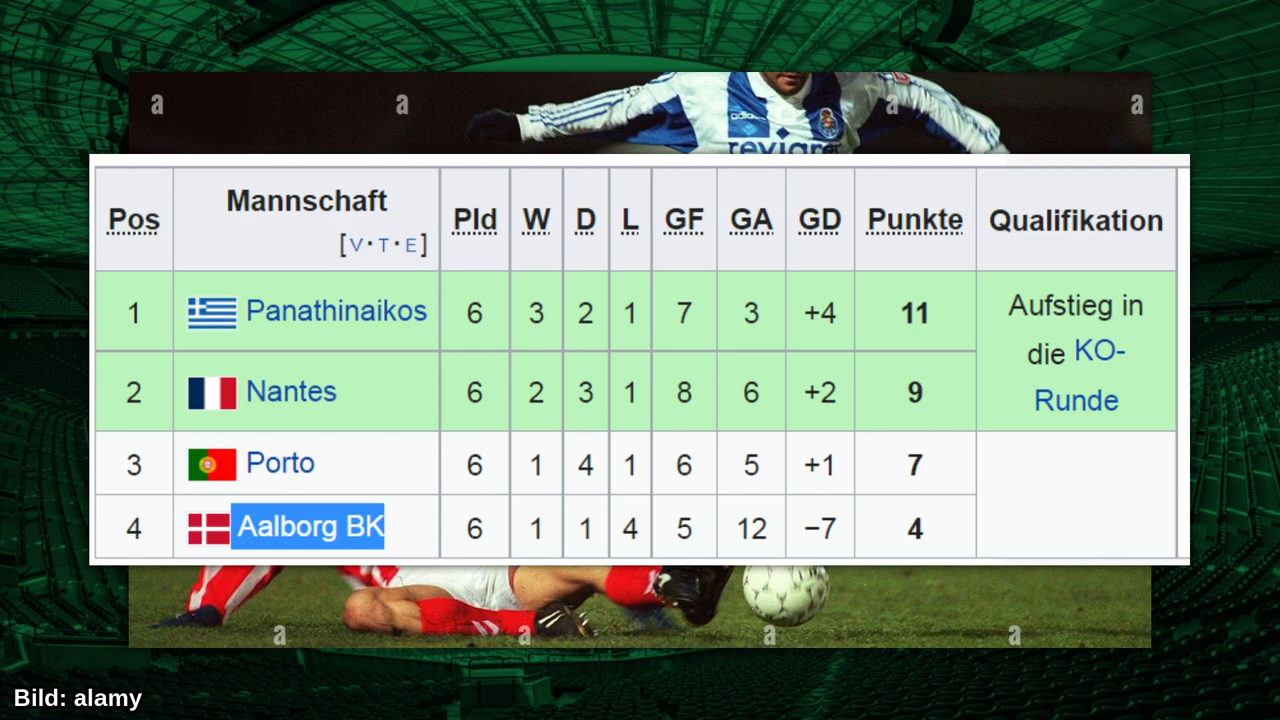 a a a a a
adidas
revigrés
Pos Mannschaft Pld W D L GF GA GD Punkte Qualifikation
[V·T·E]
1 Panathinaikos 6 3 2 1 7 3 +4 11 Aufstieg in die KO-Runde
2 Nantes 6 2 3 1 8 6 +2 9
3 Porto 6 1 4 1 6 5 +1 7
4 Aalborg BK 6 1 1 4 5 12 −7 4
a a a a
Bild: alamy